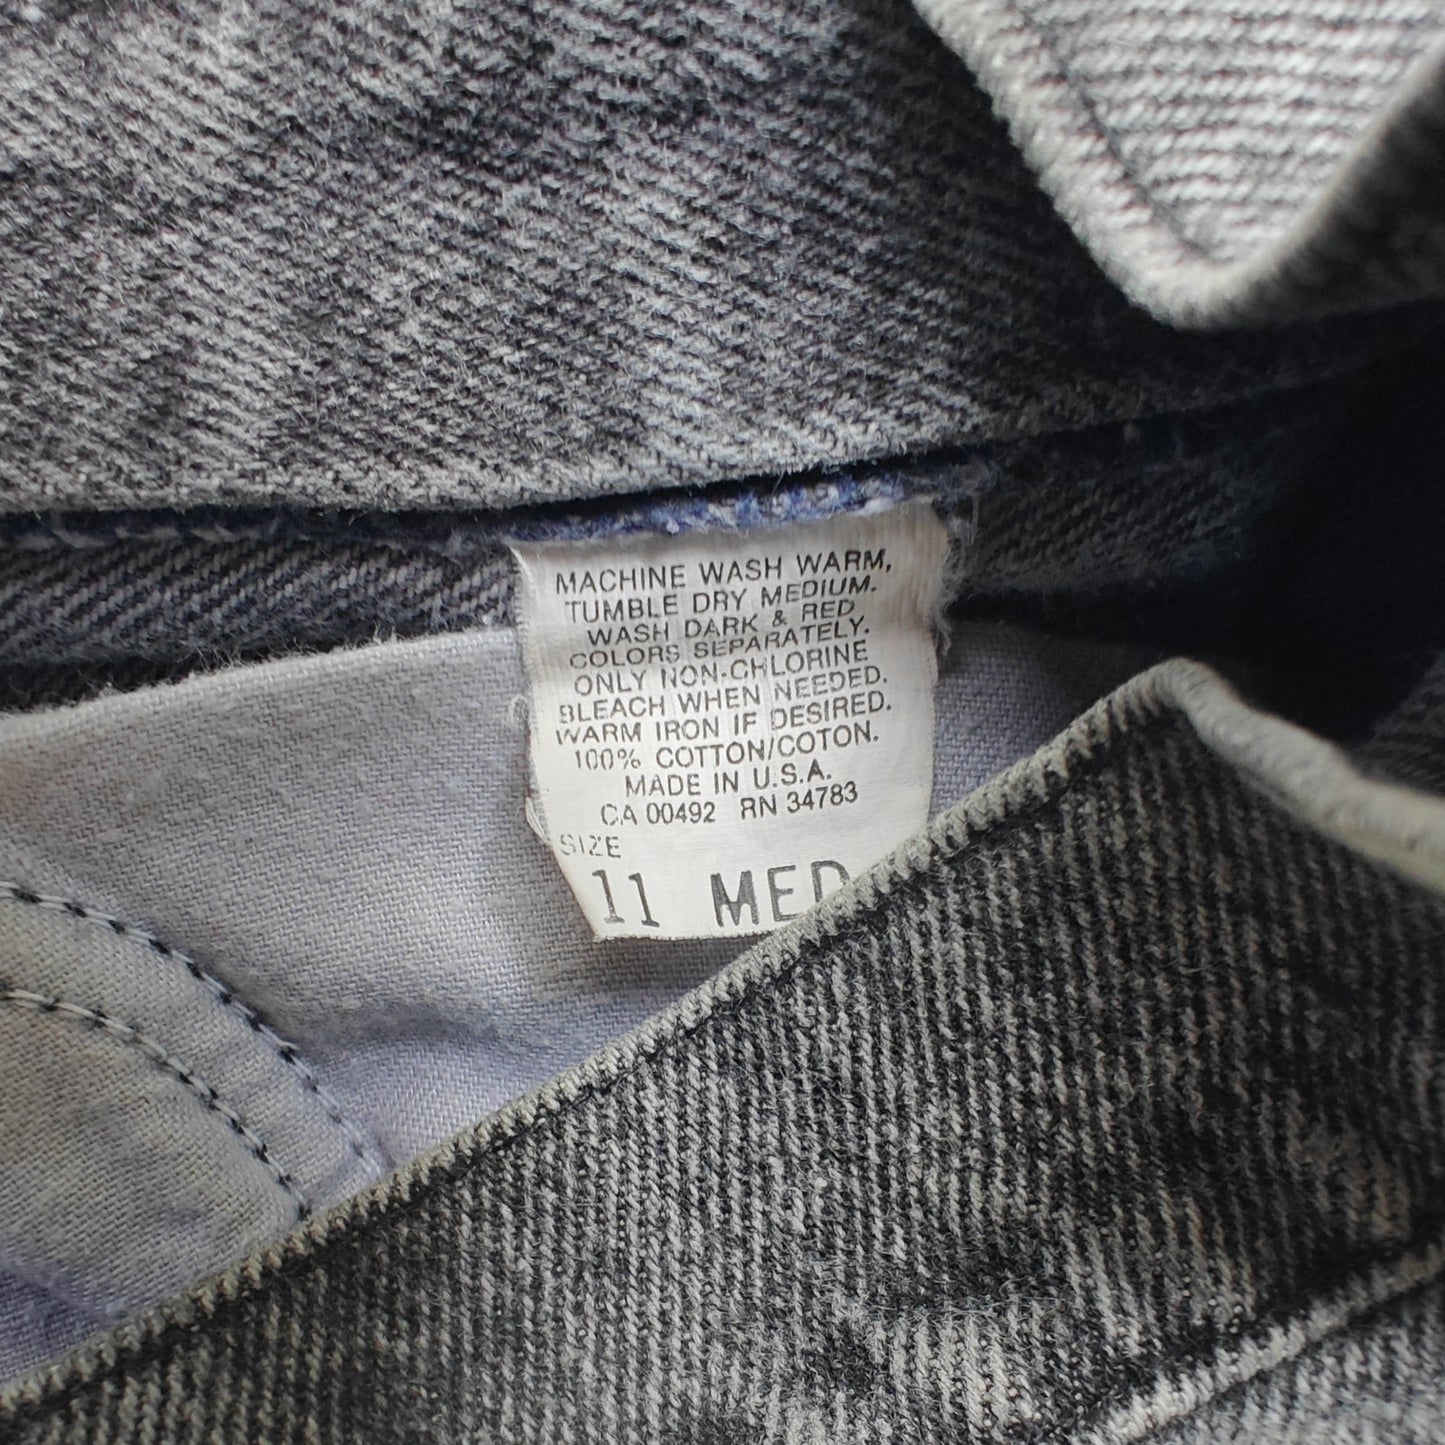 MACHINE WASH WARM,
TUMBLE DRY MEDIUM.
WASH DARK & RED
COLORS SEPARATELY.
ONLY NON-CHLORINE
BLEACH WHEN NEEDED.
WARM IRON IF DESIRED.
100% COTTON/COTON.
MADE IN U.S.A.
CA 00492 RN 34783
SIZE
11 MED